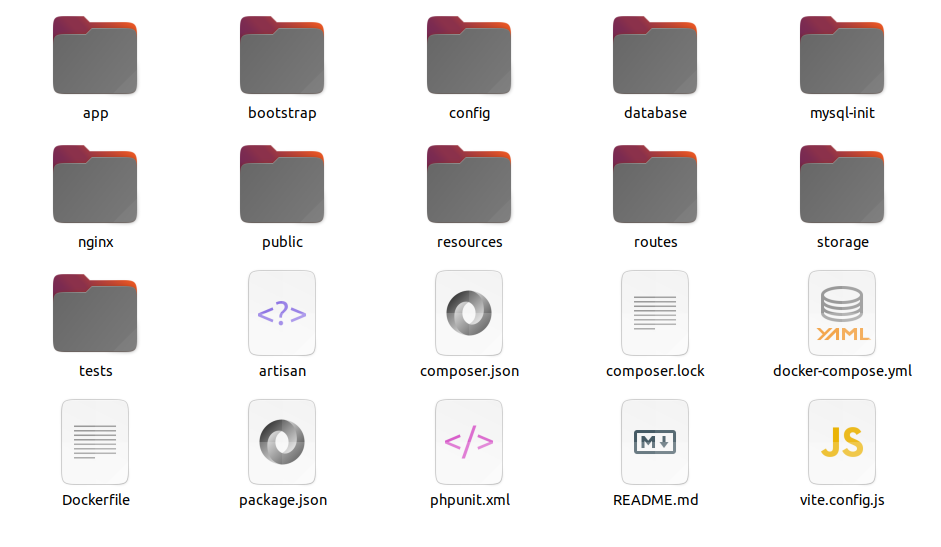 app
bootstrap
config
database
mysql-init
nginx
public
resources
routes
storage
tests
<?>
artisan
composer.json
composer.lock
YAML
docker-compose.yml
Dockerfile
package.json
</>
phpunit.xml
M
README.md
JS
vite.config.js